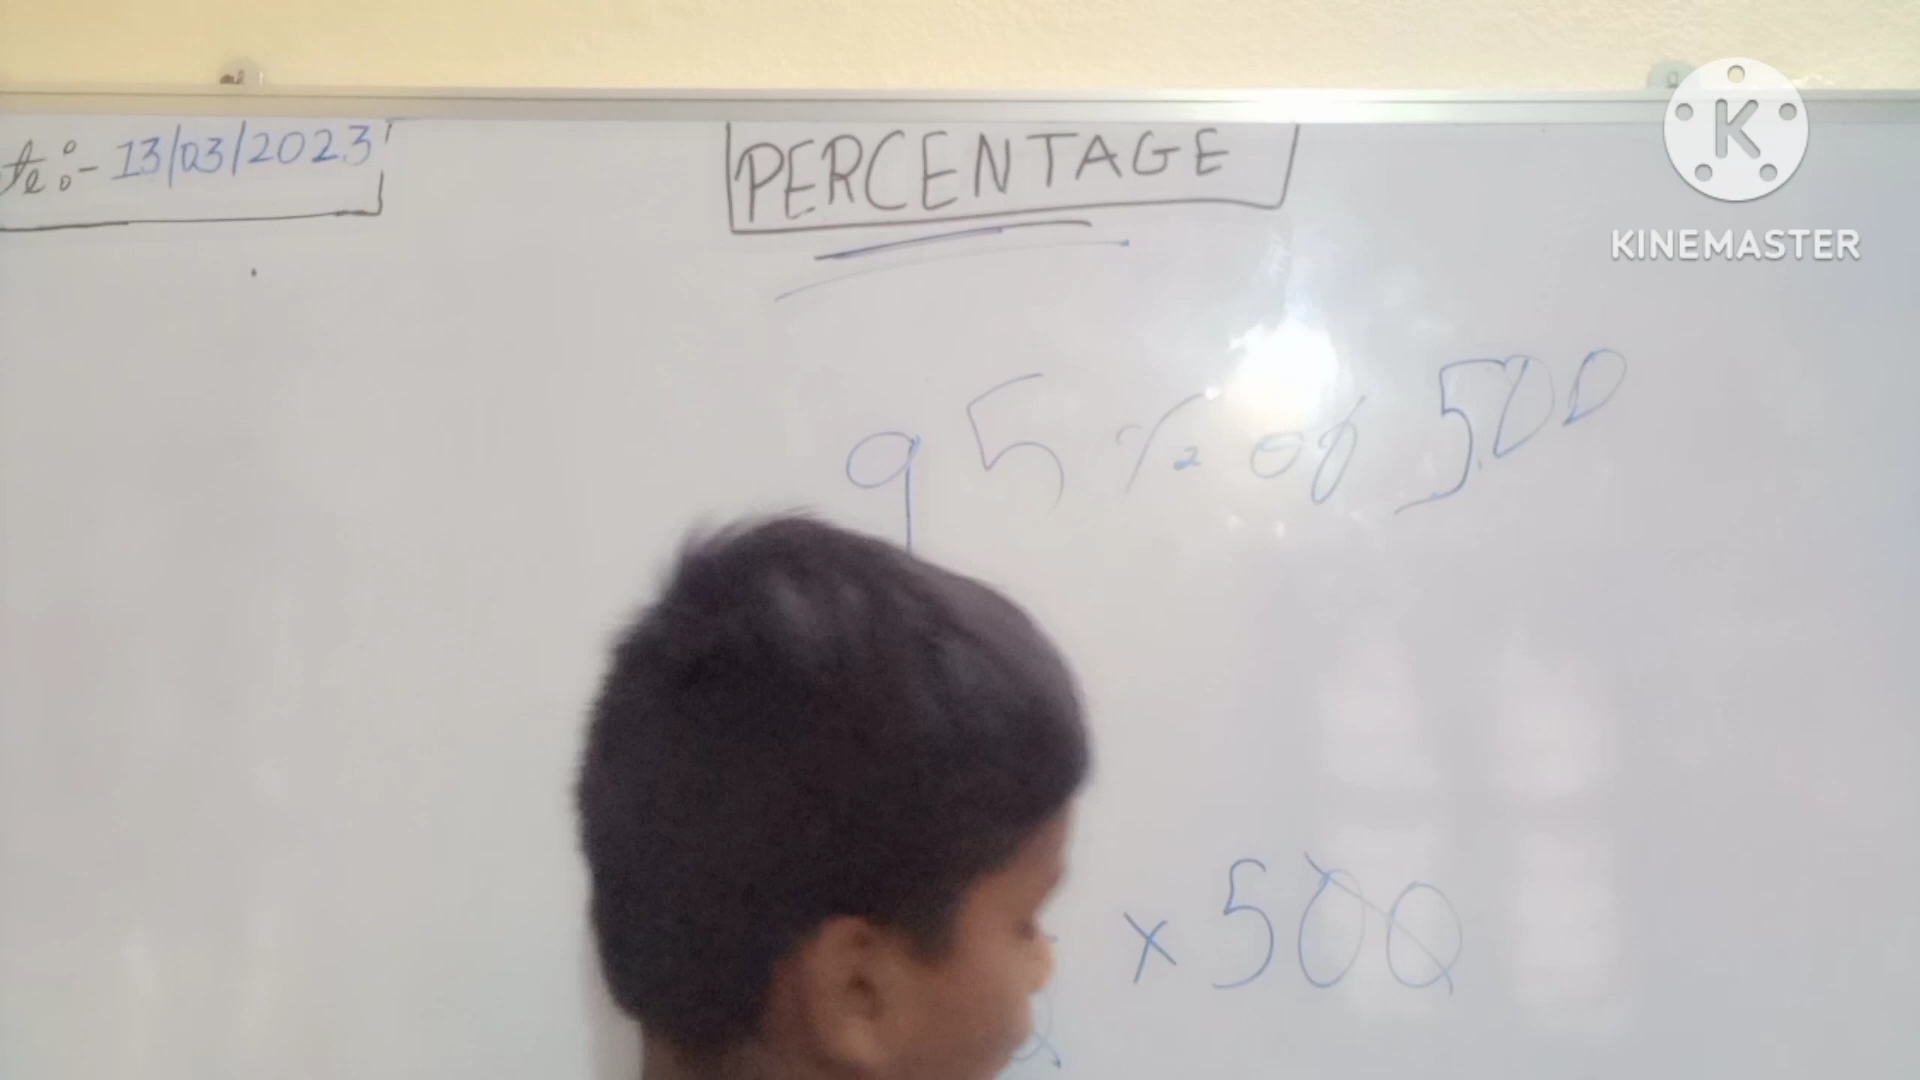 te:- 13/03/2023
PERCENTAGE
K
KINEMASTER
95% of 500
x 500